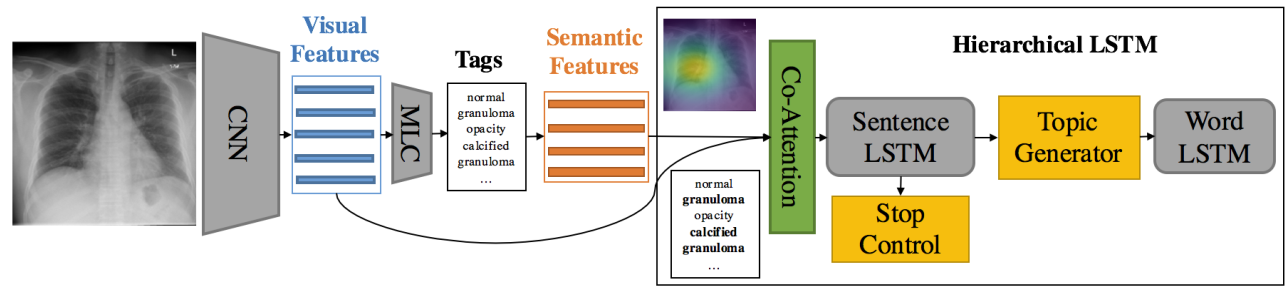 L
CNN
Visual
Features
MLC
Tags
normal
granuloma
opacity
calcified
granuloma
...
Semantic
Features
Hierarchical LSTM
normal
granuloma
opacity
calcified
granuloma
...
Co-Attention
Sentence
LSTM
Stop
Control
Topic
Generator
Word
LSTM